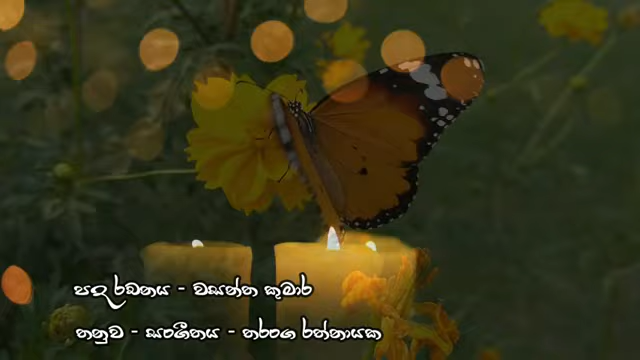 පද රචනය - වසන්ත කුමාර
තනුව - සංගීතය - තරංග රත්නායක